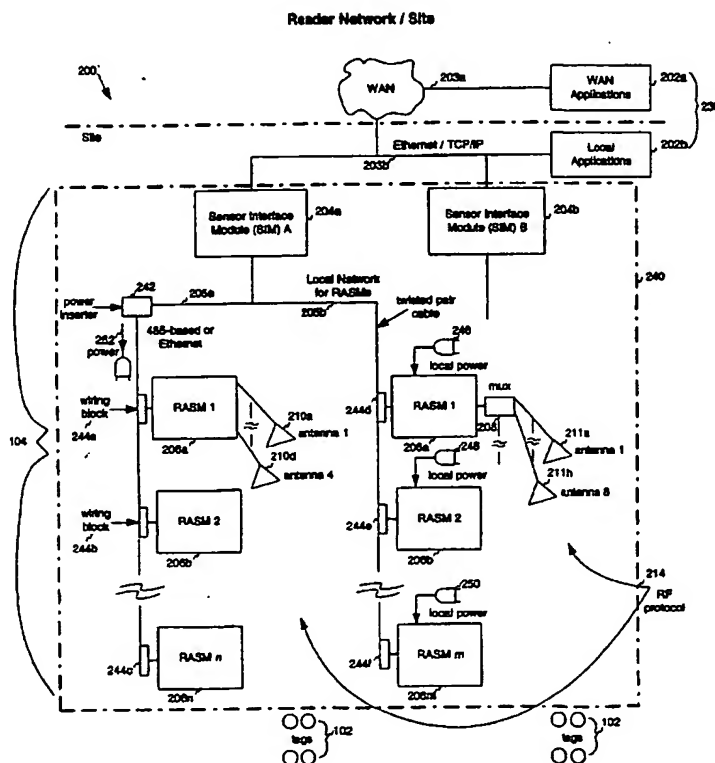 Reader Network / Site
200
WAN
203a
WAN Applications
202a
Site
Ethernet / TCP/IP
203b
Local Applications
202b
Sensor Interface Module (SIM) A
204a
Sensor Interface Module (SIM) B
204b
240
242
power inserter
205a
Local Network for RASMs
205b
twisted pair cable
252
power
485-based or Ethernet
246
local power
mux
wiring block
244a
RASM 1
206a
210a
antenna 1
210d
antenna 4
244d
RASM 1
206a
208
211a
antenna 1
211h
antenna 8
104
248
local power
wiring block
244b
RASM 2
206b
244e
RASM 2
206b
214
RF protocol
250
local power
244c
RASM n
206n
244f
RASM m
206m
tags
102
tags
102